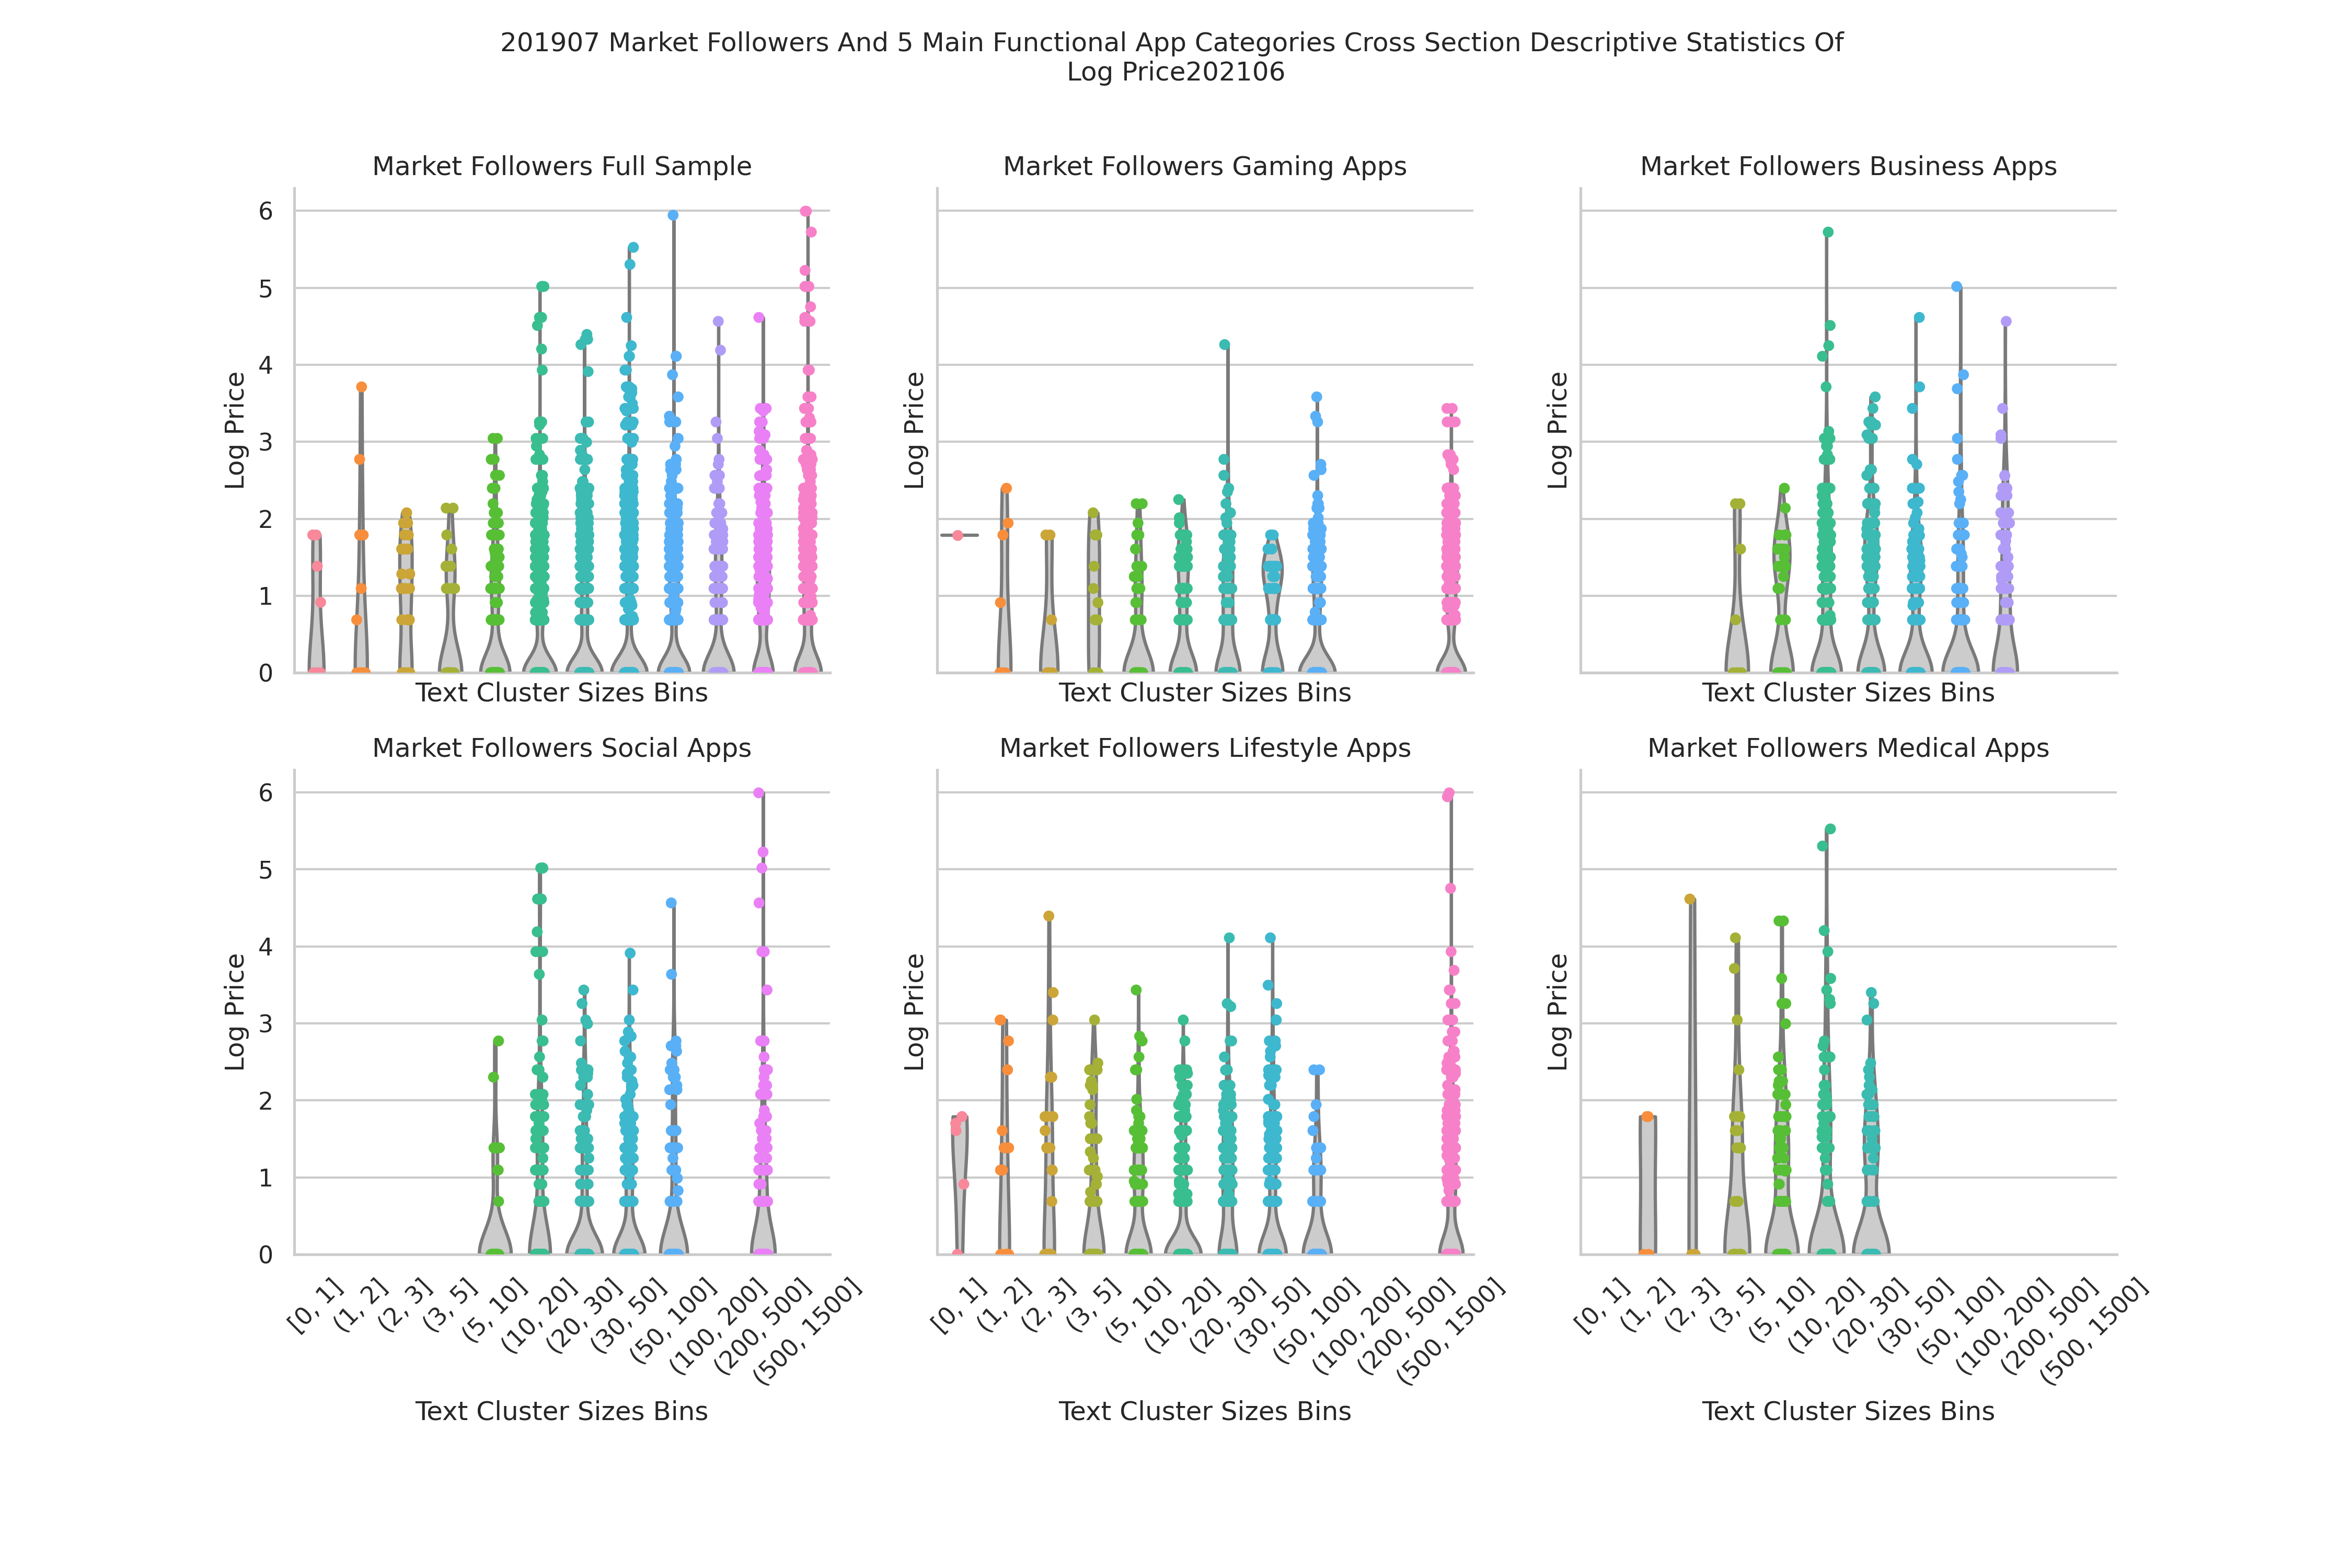 201907 Market Followers And 5 Main Functional App Categories Cross Section Descriptive Statistics Of
Log Price202106
Market Followers Full Sample
Market Followers Gaming Apps
Market Followers Business Apps
6
5
4
3
2
1
0
Log Price
Log Price
Log Price
Text Cluster Sizes Bins
Text Cluster Sizes Bins
Text Cluster Sizes Bins
Market Followers Social Apps
Market Followers Lifestyle Apps
Market Followers Medical Apps
6
5
4
3
2
1
0
Log Price
Log Price
Log Price
[0, 1]
(1, 2]
(2, 3]
(3, 5]
(5, 10]
(10, 20]
(20, 30]
(30, 50]
(50, 100]
(100, 200]
(200, 500]
(500, 1500]
[0, 1]
(1, 2]
(2, 3]
(3, 5]
(5, 10]
(10, 20]
(20, 30]
(30, 50]
(50, 100]
(100, 200]
(200, 500]
(500, 1500]
[0, 1]
(1, 2]
(2, 3]
(3, 5]
(5, 10]
(10, 20]
(20, 30]
(30, 50]
(50, 100]
(100, 200]
(200, 500]
(500, 1500]
Text Cluster Sizes Bins
Text Cluster Sizes Bins
Text Cluster Sizes Bins